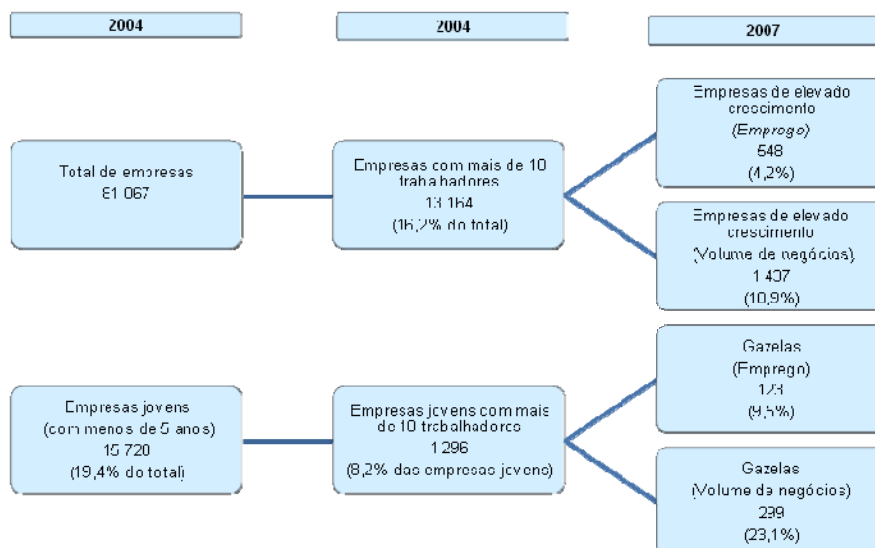 2004
2004
2007
Total de empresas
81 067
Empresas com mais de 10
trabalhadores
13 164
(16,2% do total)
Empresas de elevado
crescimento
(Emprego)
548
(4,2%)
Empresas de elevado
crescimento
(Volume de negócios)
1 437
(10,9%)
Empresas jovens
(com menos de 5 anos)
15 720
(19,4% do total)
Empresas jovens com mais
de 10 trabalhadores
1 296
(8,2% das empresas jovens)
Gazelas
(Emprego)
123
(9,5%)
Gazelas
(Volume de negócios)
299
(23,1%)